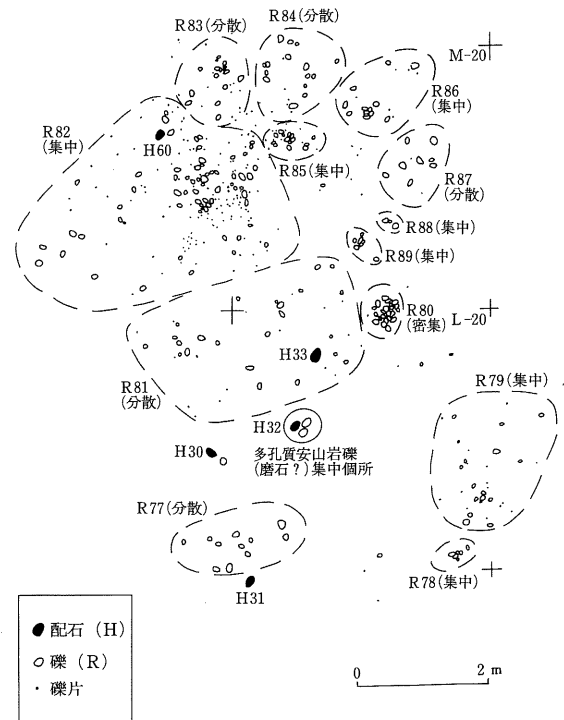 R84(分散)
R83(分散)
M-20
R86
(集中)
R82
(集中)
H60
R85(集中)
R87
(分散)
R88(集中)
R89(集中)
R80
(密集)
L-20
H33
R79(集中)
R81
(分散)
H32
多孔質安山岩礫
(磨石?)集中個所
H30
R77(分散)
R78(集中)
H31
配石(H)
礫(R)
礫片
0 2 m